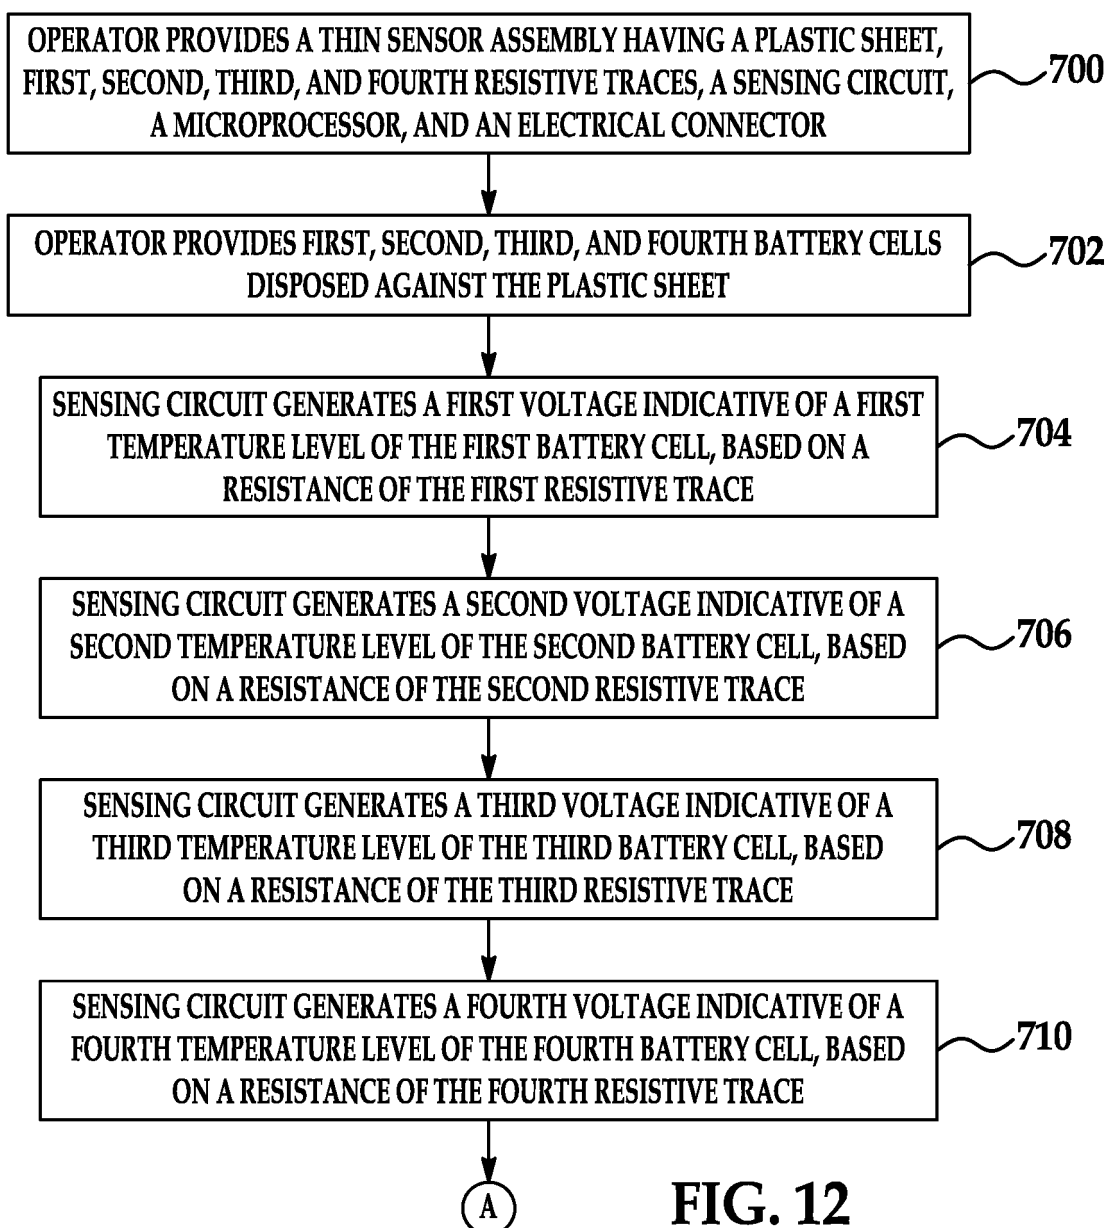 OPERATOR PROVIDES A THIN SENSOR ASSEMBLY HAVING A PLASTIC SHEET,
FIRST, SECOND, THIRD, AND FOURTH RESISTIVE TRACES, A SENSING CIRCUIT,
A MICROPROCESSOR, AND AN ELECTRICAL CONNECTOR
700
OPERATOR PROVIDES FIRST, SECOND, THIRD, AND FOURTH BATTERY CELLS
DISPOSED AGAINST THE PLASTIC SHEET
702
SENSING CIRCUIT GENERATES A FIRST VOLTAGE INDICATIVE OF A FIRST
TEMPERATURE LEVEL OF THE FIRST BATTERY CELL, BASED ON A
RESISTANCE OF THE FIRST RESISTIVE TRACE
704
SENSING CIRCUIT GENERATES A SECOND VOLTAGE INDICATIVE OF A
SECOND TEMPERATURE LEVEL OF THE SECOND BATTERY CELL, BASED
ON A RESISTANCE OF THE SECOND RESISTIVE TRACE
706
SENSING CIRCUIT GENERATES A THIRD VOLTAGE INDICATIVE OF A
THIRD TEMPERATURE LEVEL OF THE THIRD BATTERY CELL, BASED
ON A RESISTANCE OF THE THIRD RESISTIVE TRACE
708
SENSING CIRCUIT GENERATES A FOURTH VOLTAGE INDICATIVE OF A
FOURTH TEMPERATURE LEVEL OF THE FOURTH BATTERY CELL, BASED
ON A RESISTANCE OF THE FOURTH RESISTIVE TRACE
710
A
FIG. 12